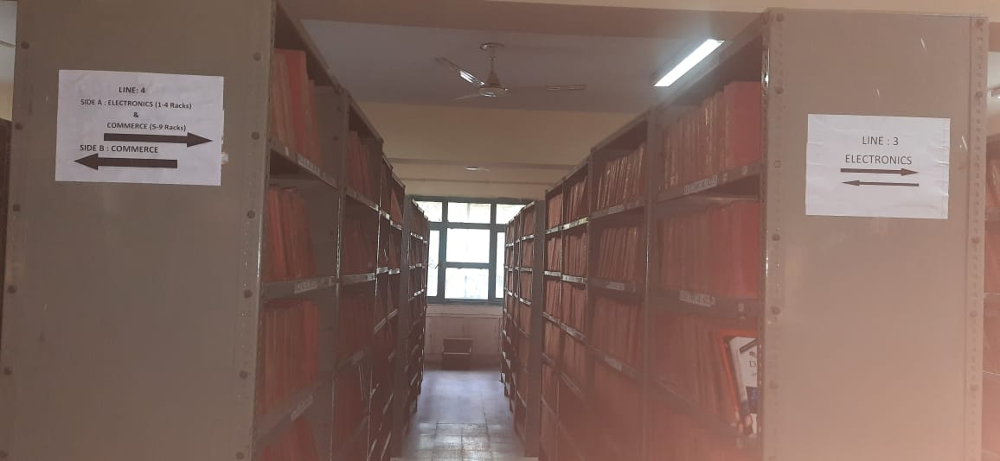 LINE: 4
SIDE A : ELECTRONICS (1-4 Racks)
&
COMMERCE (5-9 Racks)
SIDE B : COMMERCE
LINE : 3
ELECTRONICS